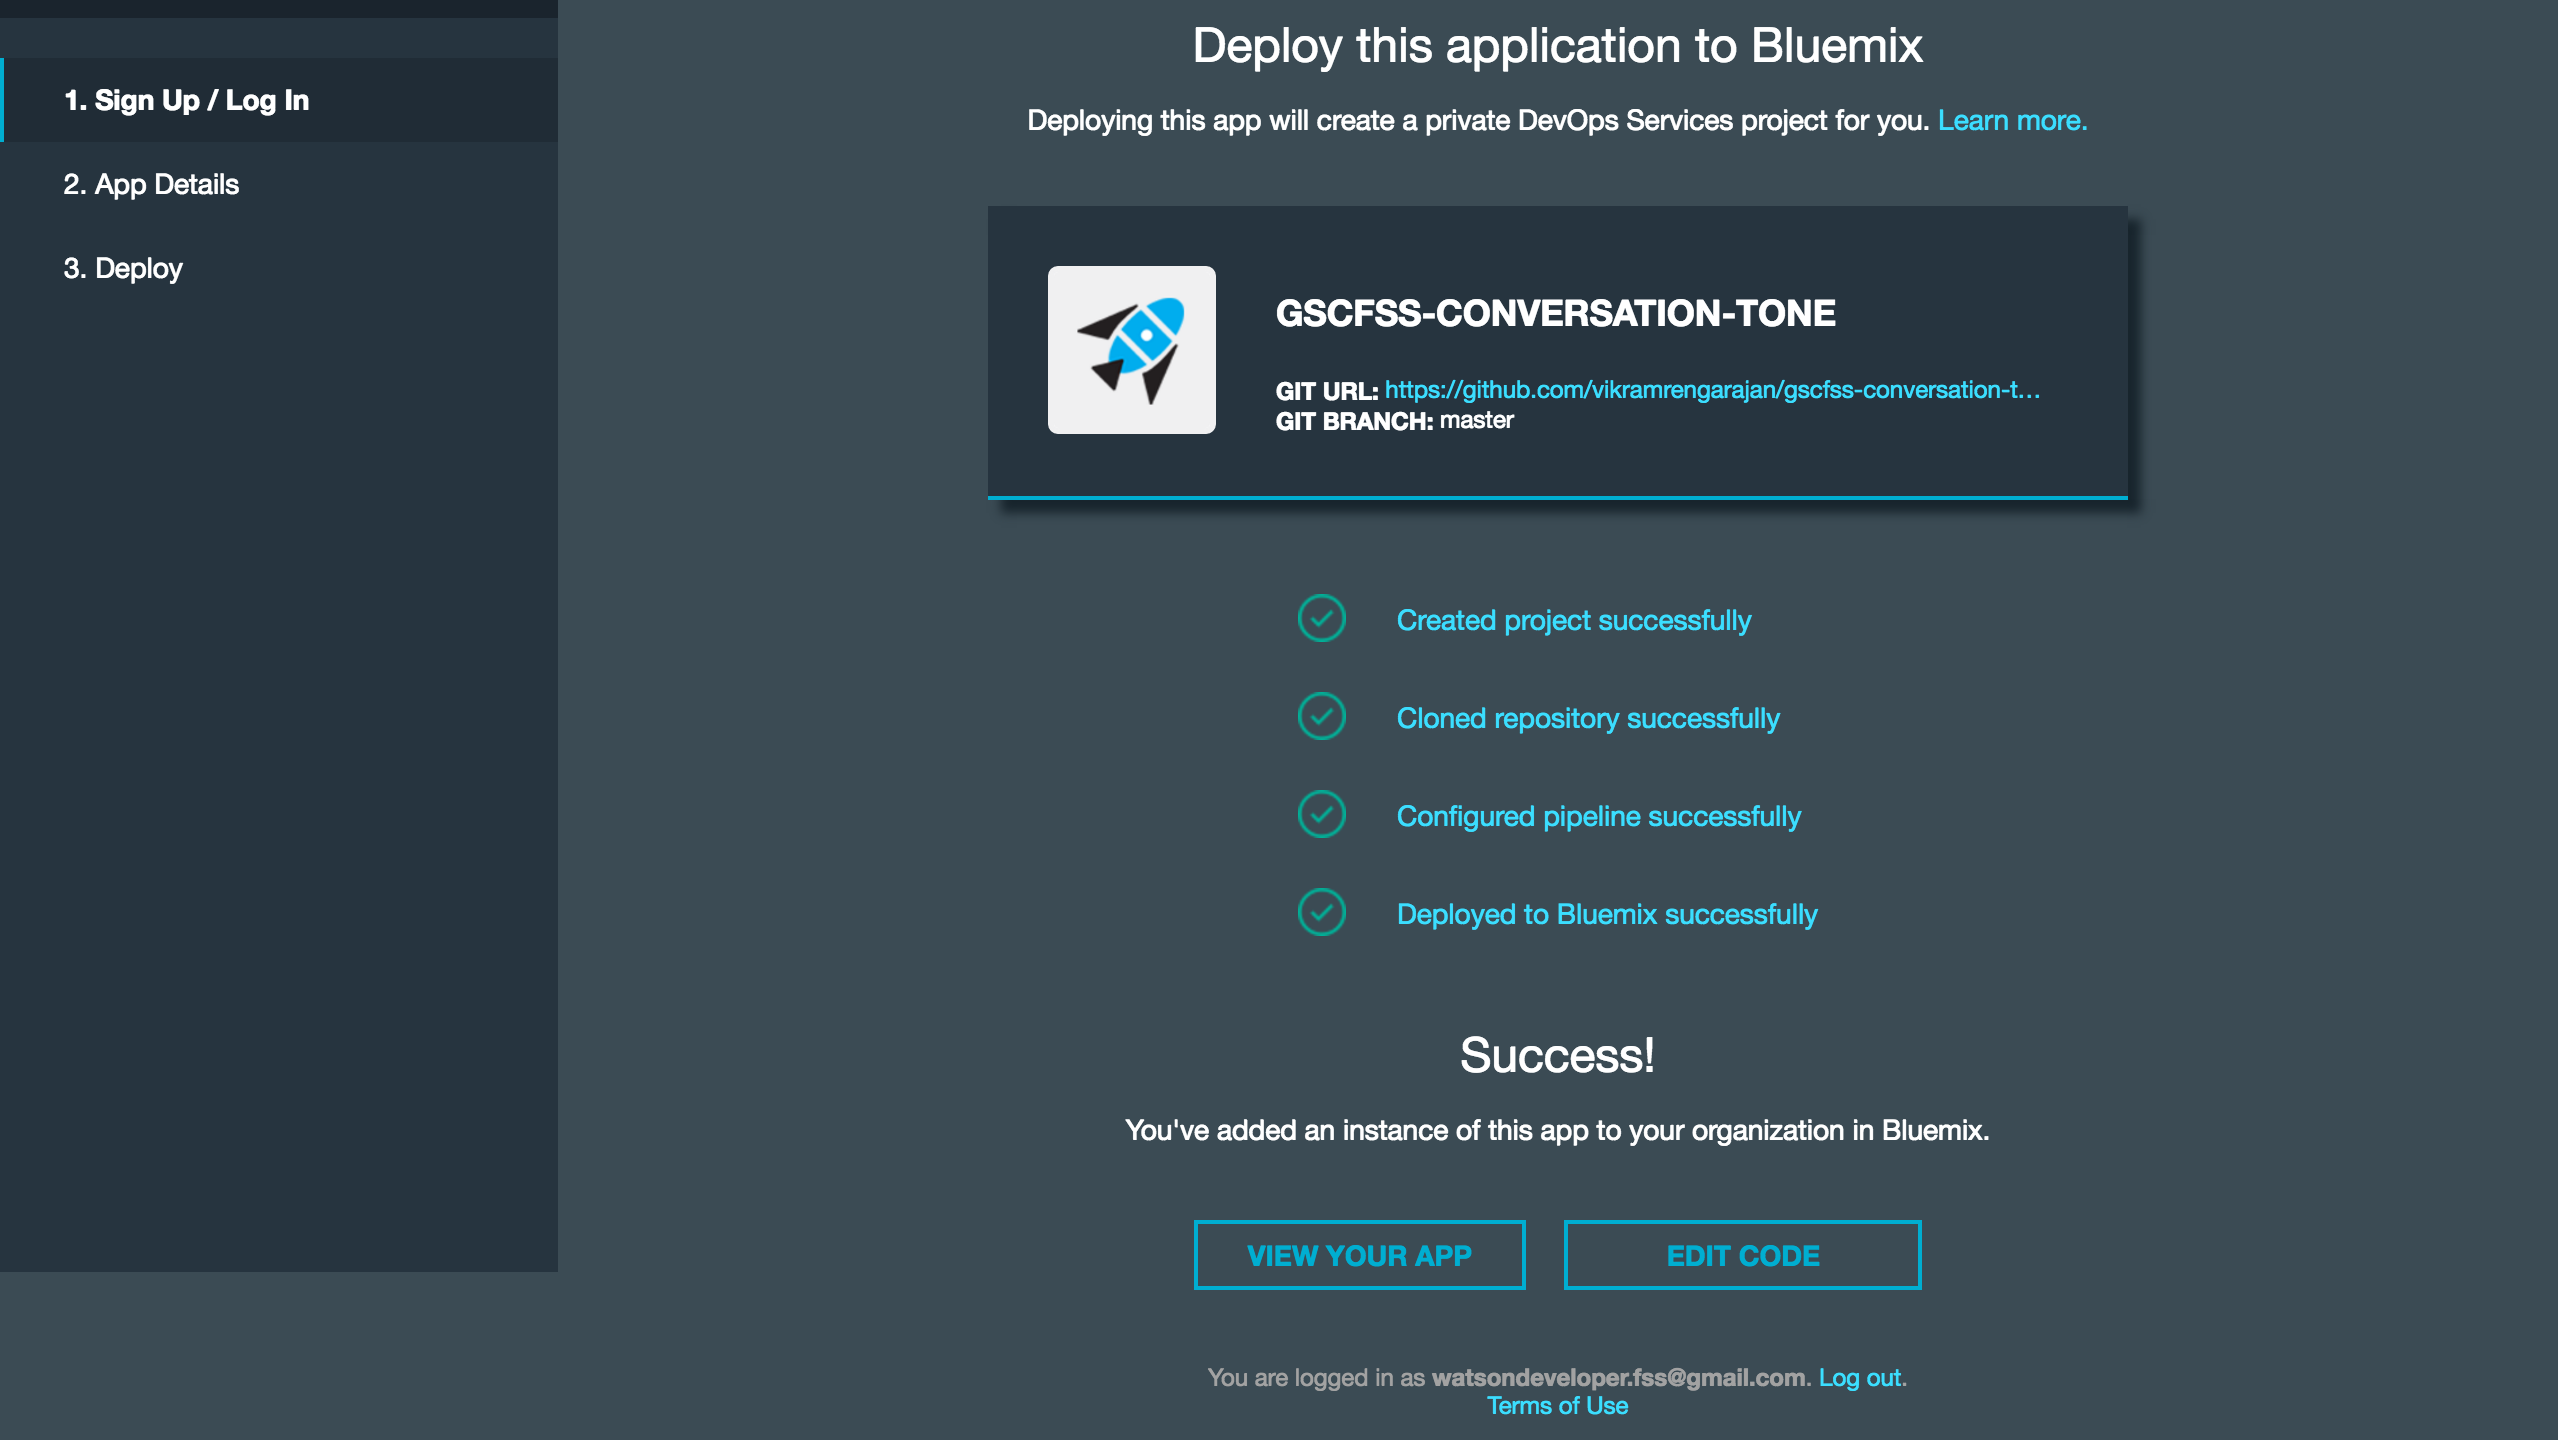 1. Sign Up / Log In
2. App Details
3. Deploy
Deploy this application to Bluemix
Deploying this app will create a private DevOps Services project for you. Learn more.
GSCFSS-CONVERSATION-TONE
GIT URL: https://github.com/vikramrengarajan/gscfss-conversation-t…
GIT BRANCH: master
Created project successfully
Cloned repository successfully
Configured pipeline successfully
Deployed to Bluemix successfully
Success!
You've added an instance of this app to your organization in Bluemix.
VIEW YOUR APP
EDIT CODE
You are logged in as watsondeveloper.fss@gmail.com. Log out.
Terms of Use